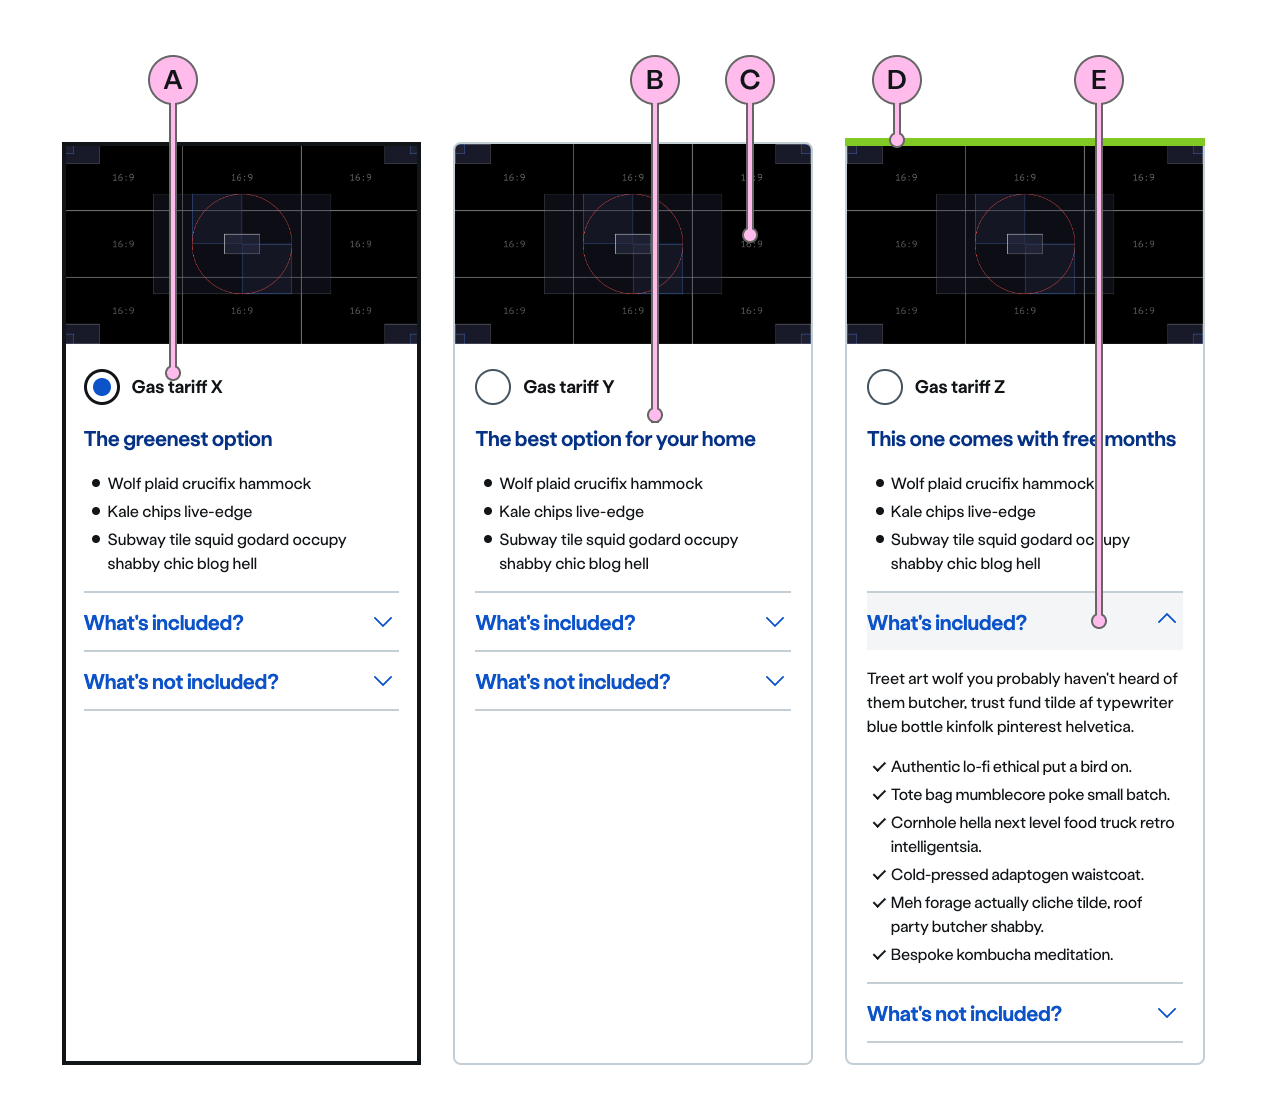 A
B
C
D
E
16:9 16:9 16:9
16:9 16:9
16:9 16:9 16:9
Gas tariff X
The greenest option
Wolf plaid crucifix hammock
Kale chips live-edge
Subway tile squid godard occupy
shabby chic blog hell
What's included?
What's not included?
16:9 16:9 16:9
16:9 16:9
16:9 16:9 16:9
Gas tariff Y
The best option for your home
Wolf plaid crucifix hammock
Kale chips live-edge
Subway tile squid godard occupy
shabby chic blog hell
What's included?
What's not included?
16:9 16:9 16:9
16:9 16:9
16:9 16:9 16:9
Gas tariff Z
This one comes with free months
Wolf plaid crucifix hammock
Kale chips live-edge
Subway tile squid godard occupy
shabby chic blog hell
What's included?
Treet art wolf you probably haven't heard of
them butcher, trust fund tilde af typewriter
blue bottle kinfolk pinterest helvetica.
Authentic lo-fi ethical put a bird on.
Tote bag mumblecore poke small batch.
Cornhole hella next level food truck retro
intelligentsia.
Cold-pressed adaptogen waistcoat.
Meh forage actually cliche tilde, roof
party butcher shabby.
Bespoke kombucha meditation.
What's not included?